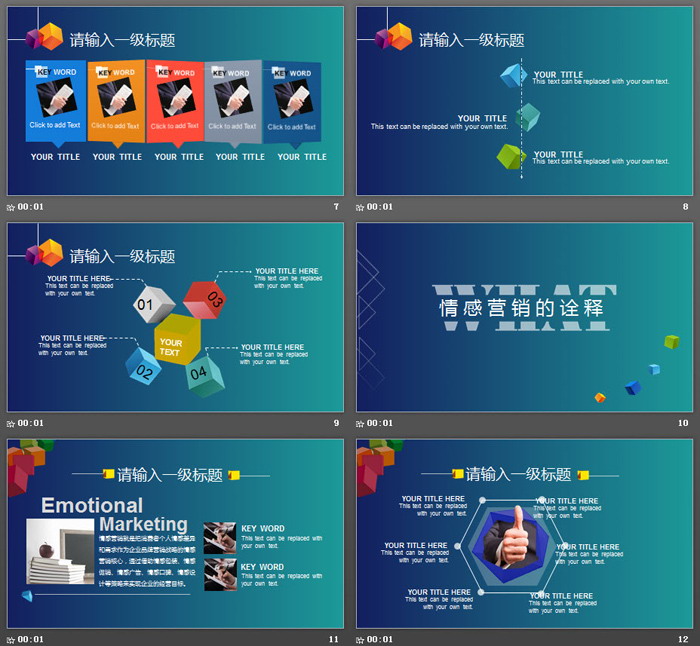 请输入一级标题
KEY WORD
KEY WORD
KEY WORD
KEY WORD
KEY WORD
Click to add Text
Click to add Text
Click to add Text
Click to add Text
Click to add Text
YOUR TITLE
YOUR TITLE
YOUR TITLE
YOUR TITLE
YOUR TITLE
00:01
7
请输入一级标题
YOUR TITLE
This text can be replaced with your own text.
YOUR TITLE
This text can be replaced with your own text.
YOUR TITLE
This text can be replaced with your own text.
00:01
8
请输入一级标题
YOUR TITLE HERE
This text can be replaced
with your own text.
YOUR TITLE HERE
This text can be replaced
with your own text.
01
03
YOUR
TEXT
YOUR TITLE HERE
This text can be replaced
with your own text.
YOUR TITLE HERE
This text can be replaced
with your own text.
02
04
00:01
9
WHAT
情感营销的诠释
00:01
10
请输入一级标题
Emotional
Marketing
情感营销就是把消费者个人情感差异
和需求作为企业品牌营销战略的情感
营销核心，通过借助情感包装、情感
促销、情感广告、情感口碑、情感设
计等策略来实现企业的经营目标。
KEY WORD
This text can be replaced with
your own text.
KEY WORD
This text can be replaced with
your own text.
00:01
11
请输入一级标题
YOUR TITLE HERE
This text can be replaced
with your own text.
YOUR TITLE HERE
This text can be replaced
with your own text.
YOUR TITLE HERE
This text can be replaced
with your own text.
YOUR TITLE HERE
This text can be replaced
with your own text.
YOUR TITLE HERE
This text can be replaced
with your own text.
YOUR TITLE HERE
This text can be replaced
with your own text.
00:01
12